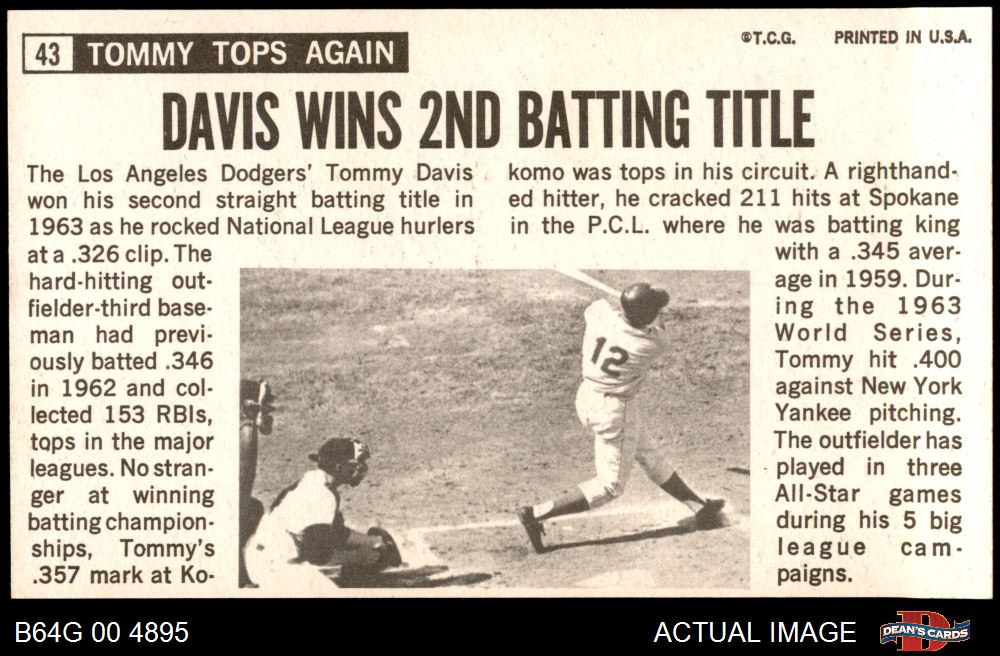 43 TOMMY TOPS AGAIN
©T.C.G. PRINTED IN U.S.A.
DAVIS WINS 2ND BATTING TITLE
The Los Angeles Dodgers' Tommy Davis
won his second straight batting title in
1963 as he rocked National League hurlers
at a .326 clip. The
hard-hitting out-
fielder-third base-
man had previ-
ously batted .346
in 1962 and col-
lected 153 RBIs,
tops in the major
leagues. No stran-
ger at winning
batting champion-
ships, Tommy's
.357 mark at Ko-
komo was tops in his circuit. A righthand-
ed hitter, he cracked 211 hits at Spokane
in the P.C.L. where he was batting king
with a .345 aver-
age in 1959. Dur-
ing the 1963
World Series,
Tommy hit .400
against New York
Yankee pitching.
The outfielder has
played in three
All-Star games
during his 5 big
league cam-
paigns.
12
B64G 00 4895
ACTUAL IMAGE
D
DEAN'S CARDS